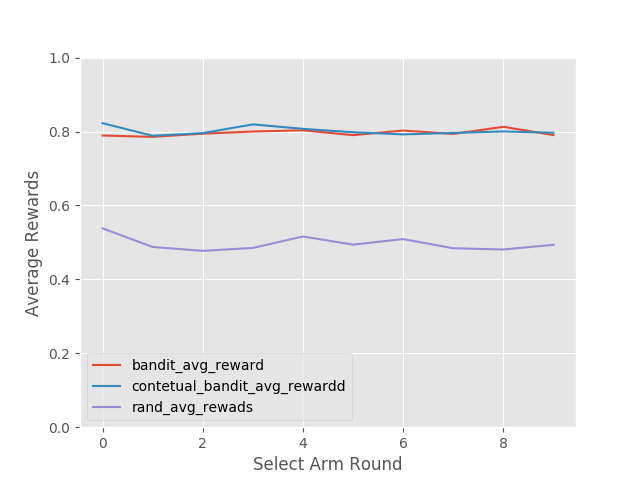 1.0
0.8
0.6
0.4
0.2
0.0
Average Rewards
bandit_avg_reward
contetual_bandit_avg_rewardd
rand_avg_rewads
0 2 4 6 8
Select Arm Round